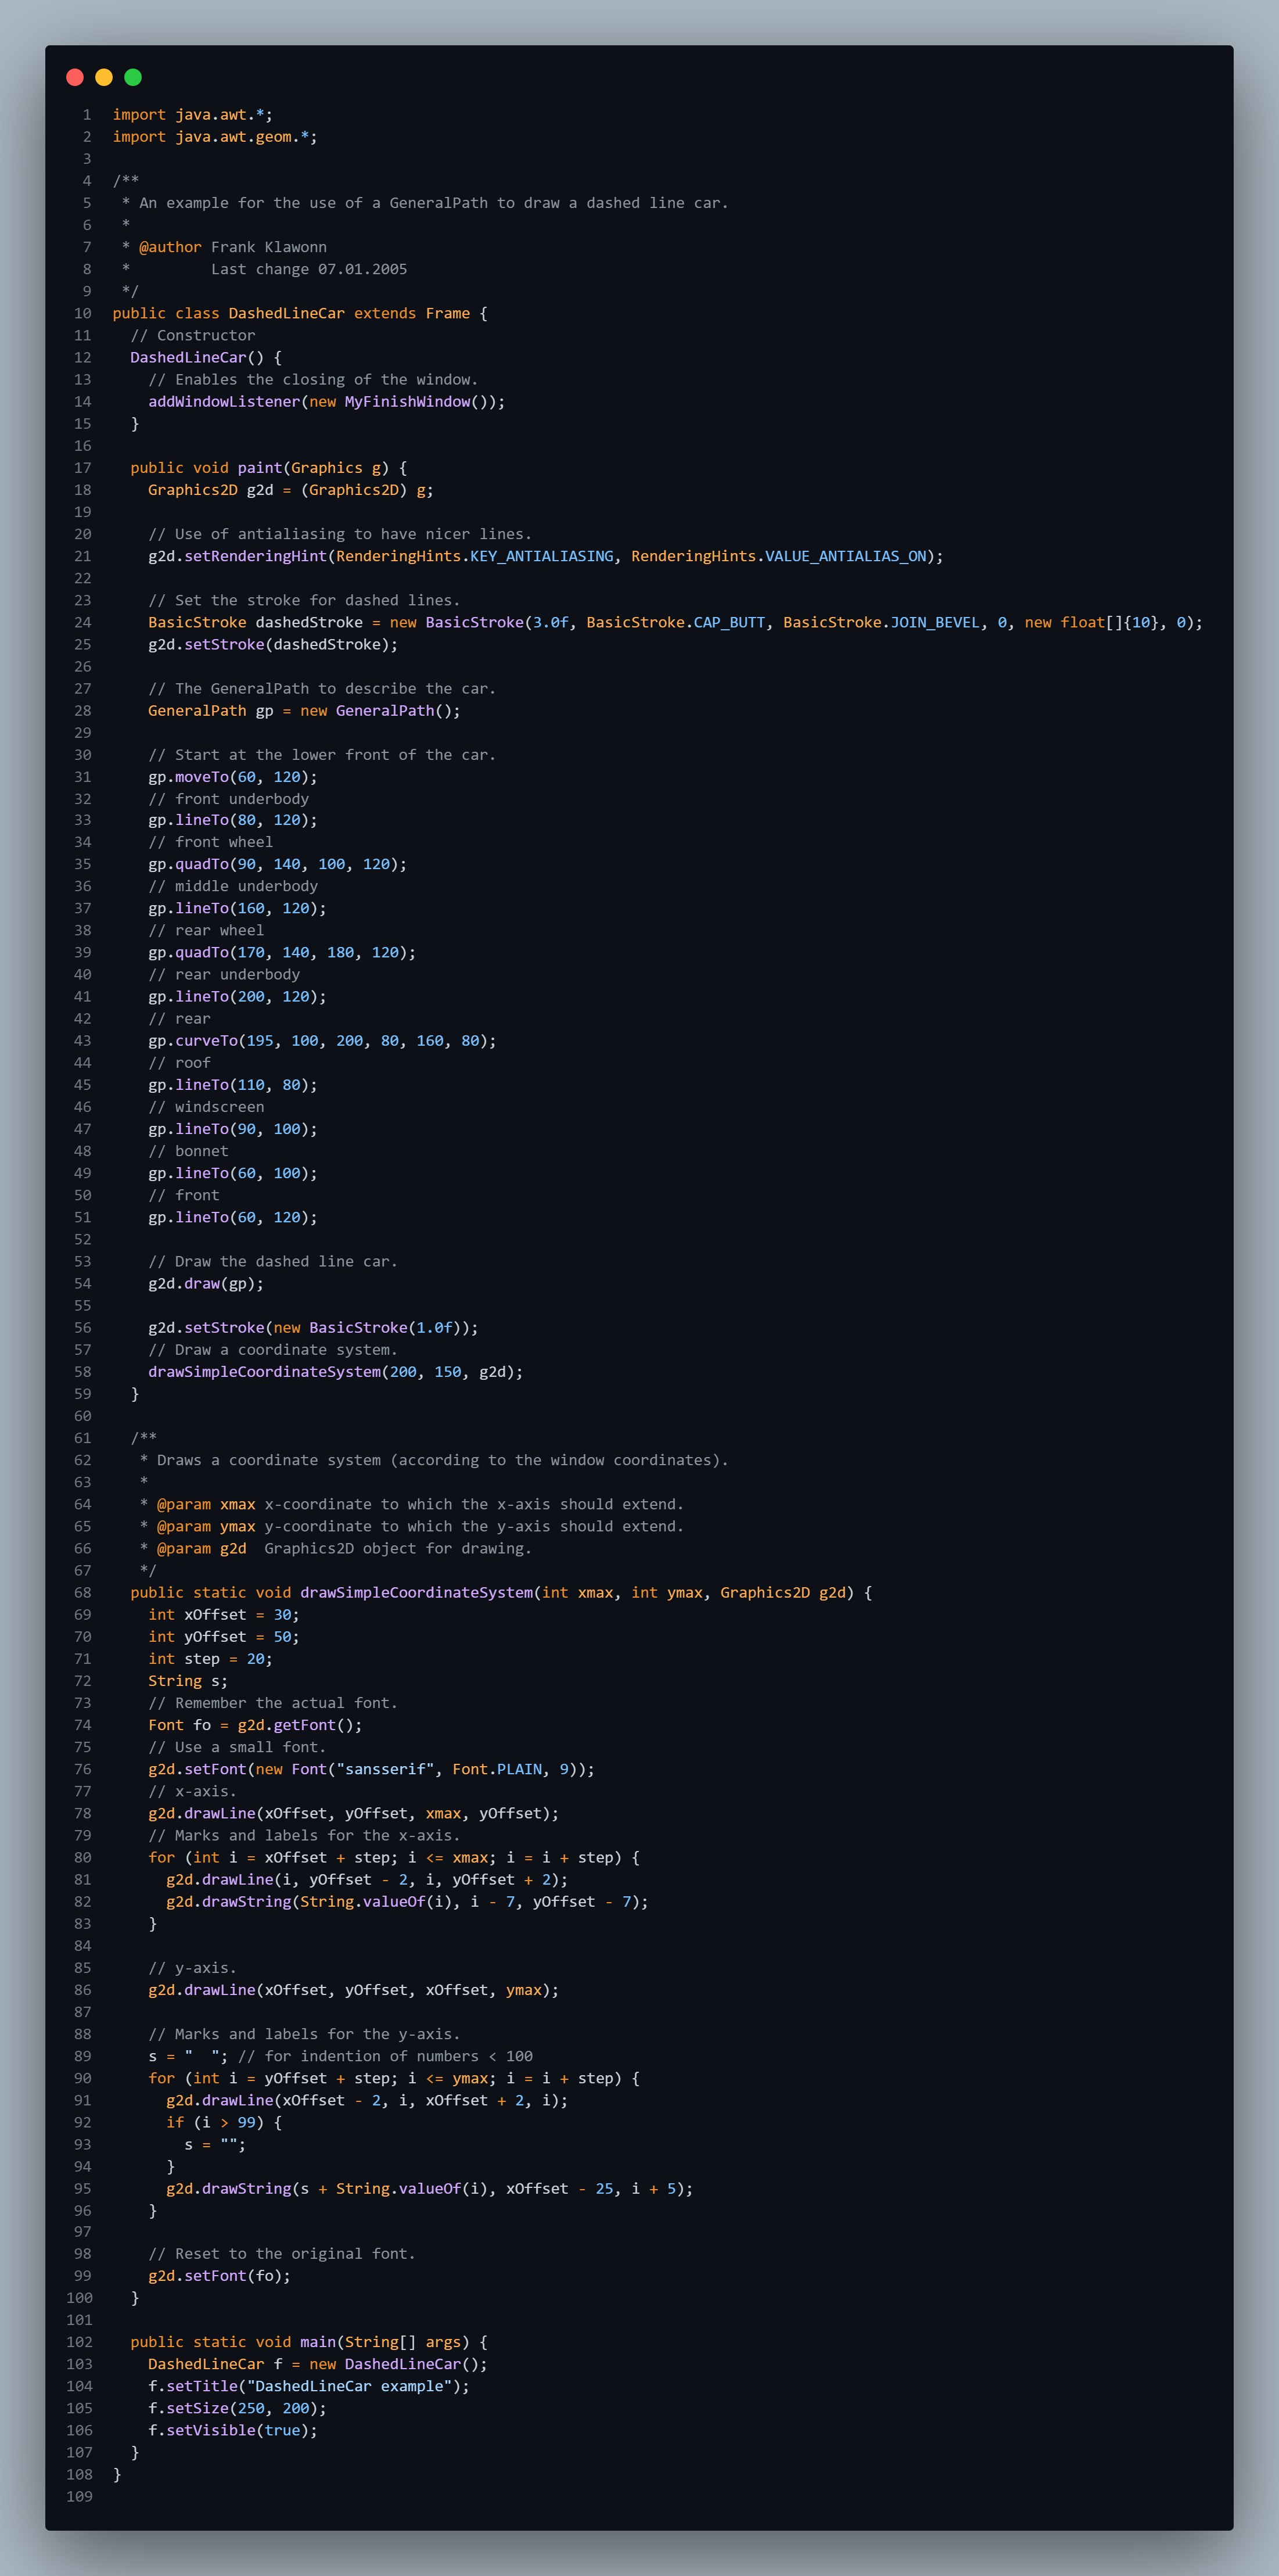 1 import java.awt.*;
2 import java.awt.geom.*;
3
4 /**
5  * An example for the use of a GeneralPath to draw a dashed line car.
6  *
7  * @author Frank Klawonn
8  *         Last change 07.01.2005
9  */
10 public class DashedLineCar extends Frame {
11   // Constructor
12   DashedLineCar() {
13     // Enables the closing of the window.
14     addWindowListener(new MyFinishWindow());
15   }
16
17   public void paint(Graphics g) {
18     Graphics2D g2d = (Graphics2D) g;
19
20     // Use of antialiasing to have nicer lines.
21     g2d.setRenderingHint(RenderingHints.KEY_ANTIALIASING, RenderingHints.VALUE_ANTIALIAS_ON);
22
23     // Set the stroke for dashed lines.
24     BasicStroke dashedStroke = new BasicStroke(3.0f, BasicStroke.CAP_BUTT, BasicStroke.JOIN_BEVEL, 0, new float[]{10}, 0);
25     g2d.setStroke(dashedStroke);
26
27     // The GeneralPath to describe the car.
28     GeneralPath gp = new GeneralPath();
29
30     // Start at the lower front of the car.
31     gp.moveTo(60, 120);
32     // front underbody
33     gp.lineTo(80, 120);
34     // front wheel
35     gp.quadTo(90, 140, 100, 120);
36     // middle underbody
37     gp.lineTo(160, 120);
38     // rear wheel
39     gp.quadTo(170, 140, 180, 120);
40     // rear underbody
41     gp.lineTo(200, 120);
42     // rear
43     gp.curveTo(195, 100, 200, 80, 160, 80);
44     // roof
45     gp.lineTo(110, 80);
46     // windscreen
47     gp.lineTo(90, 100);
48     // bonnet
49     gp.lineTo(60, 100);
50     // front
51     gp.lineTo(60, 120);
52
53     // Draw the dashed line car.
54     g2d.draw(gp);
55
56     g2d.setStroke(new BasicStroke(1.0f));
57     // Draw a coordinate system.
58     drawSimpleCoordinateSystem(200, 150, g2d);
59   }
60
61   /**
62    * Draws a coordinate system (according to the window coordinates).
63    *
64    * @param xmax x-coordinate to which the x-axis should extend.
65    * @param ymax y-coordinate to which the y-axis should extend.
66    * @param g2d  Graphics2D object for drawing.
67    */
68   public static void drawSimpleCoordinateSystem(int xmax, int ymax, Graphics2D g2d) {
69     int xOffset = 30;
70     int yOffset = 50;
71     int step = 20;
72     String s;
73     // Remember the actual font.
74     Font fo = g2d.getFont();
75     // Use a small font.
76     g2d.setFont(new Font("sansserif", Font.PLAIN, 9));
77     // x-axis.
78     g2d.drawLine(xOffset, yOffset, xmax, yOffset);
79     // Marks and labels for the x-axis.
80     for (int i = xOffset + step; i <= xmax; i = i + step) {
81       g2d.drawLine(i, yOffset - 2, i, yOffset + 2);
82       g2d.drawString(String.valueOf(i), i - 7, yOffset - 7);
83     }
84
85     // y-axis.
86     g2d.drawLine(xOffset, yOffset, xOffset, ymax);
87
88     // Marks and labels for the y-axis.
89     s = "  "; // for indention of numbers < 100
90     for (int i = yOffset + step; i <= ymax; i = i + step) {
91       g2d.drawLine(xOffset - 2, i, xOffset + 2, i);
92       if (i > 99) {
93         s = "";
94       }
95       g2d.drawString(s + String.valueOf(i), xOffset - 25, i + 5);
96     }
97
98     // Reset to the original font.
99     g2d.setFont(fo);
100   }
101
102   public static void main(String[] args) {
103     DashedLineCar f = new DashedLineCar();
104     f.setTitle("DashedLineCar example");
105     f.setSize(250, 200);
106     f.setVisible(true);
107   }
108 }
109